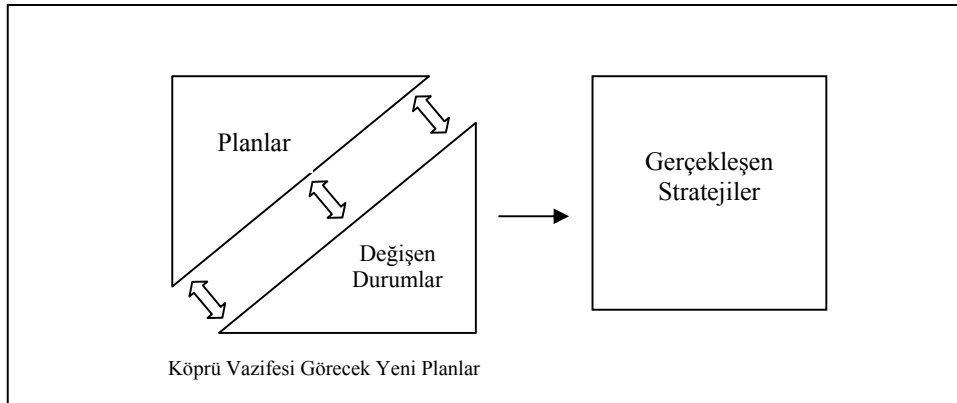 Planlar
Değişen
Durumlar
Köprü Vazifesi Görecek Yeni Planlar
Gerçekleşen
Stratejiler